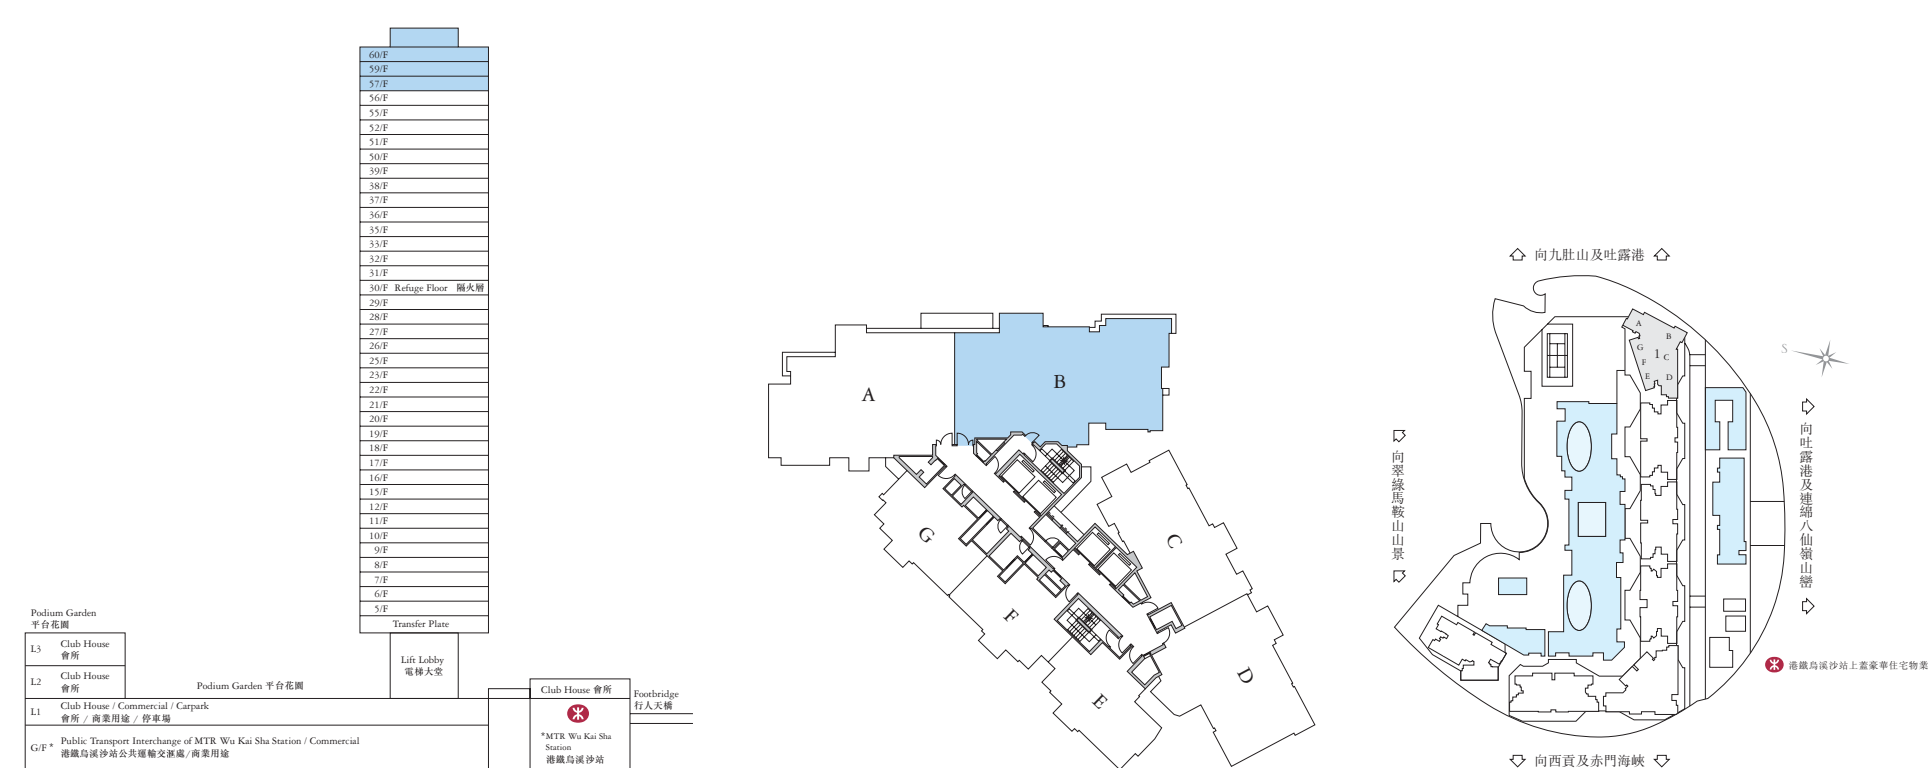 60/F
59/F
57/F
56/F
55/F
52/F
51/F
50/F
39/F
38/F
37/F
36/F
35/F
33/F
32/F
31/F
30/F Refuge Floor 隔火層
29/F
28/F
27/F
26/F
25/F
23/F
22/F
21/F
20/F
19/F
18/F
17/F
16/F
15/F
12/F
11/F
10/F
9/F
8/F
7/F
6/F
5/F
Transfer Plate
Lift Lobby
電梯大堂
Podium Garden
平台花園
L3 Club House
會所
L2 Club House
會所
Podium Garden 平台花園
L1 Club House / Commercial / Carpark
會所 / 商業用途 / 停車場
G/F * Public Transport Interchange of MTR Wu Kai Sha Station / Commercial
港鐵烏溪沙站公共運輸交滙處/商業用途
Club House 會所
*MTR Wu Kai Sha
Station
港鐵烏溪沙站
Footbridge
行人天橋
A
B
C
D
E
F
G
向九肚山及吐露港
A
B
G
1
C
F
E
D
S
向翠綠馬鞍山山景
向吐露港及連綿八仙嶺山巒
港鐵烏溪沙站上蓋豪華住宅物業
向西貢及赤門海峽